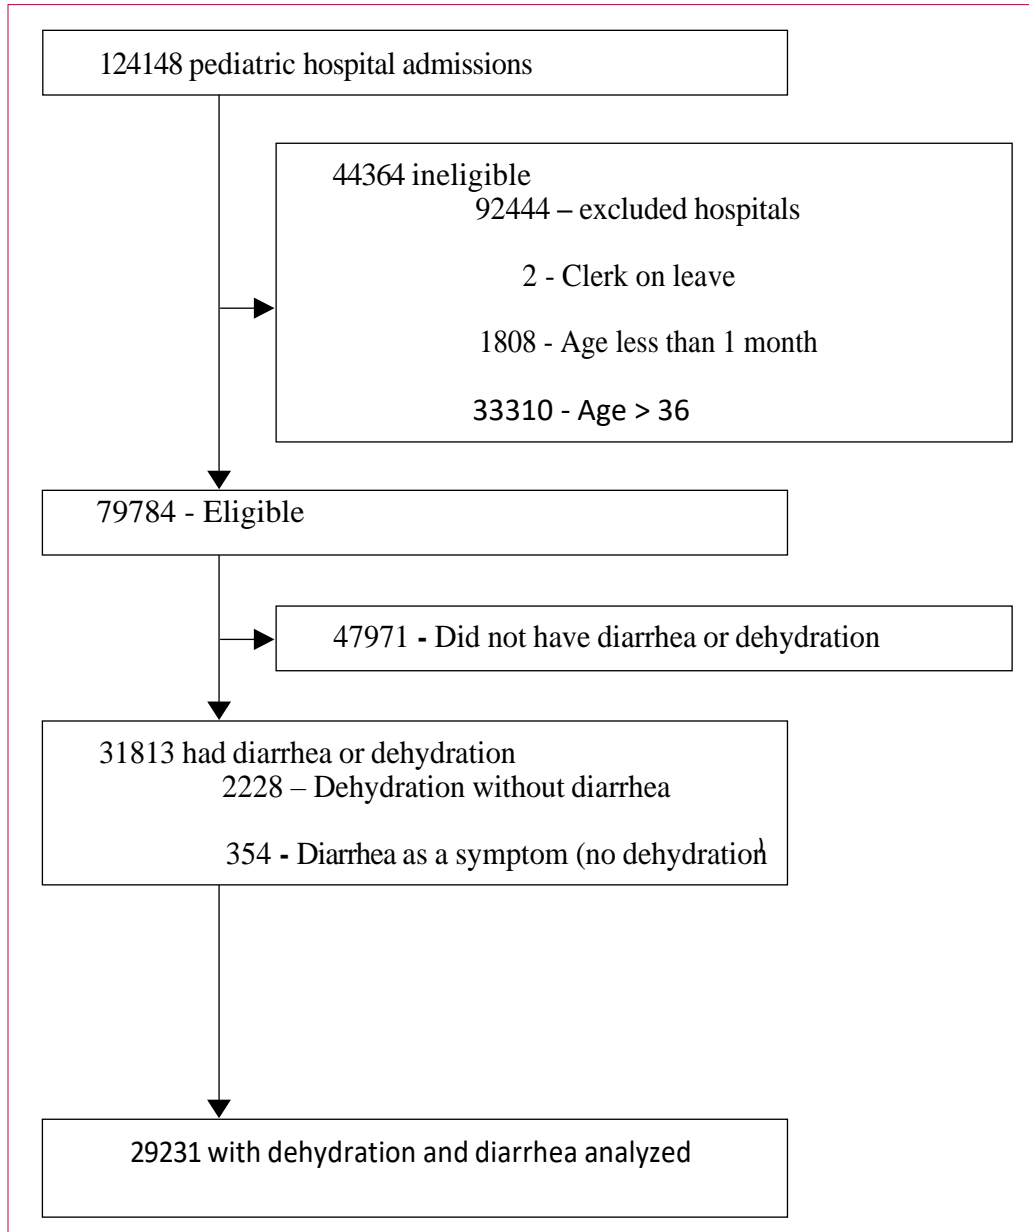 124148 pediatric hospital admissions
44364 ineligible
92444 – excluded hospitals
2 - Clerk on leave
1808 - Age less than 1 month
33310 - Age > 36
79784 - Eligible
47971 - Did not have diarrhea or dehydration
31813 had diarrhea or dehydration
2228 – Dehydration without diarrhea
354 - Diarrhea as a symptom (no dehydration)
29231 with dehydration and diarrhea analyzed